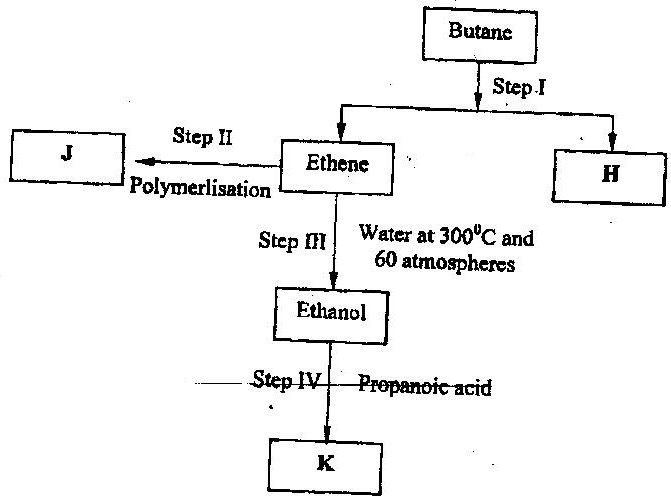 Butane
Step I
Step II
J
Ethene
H
Polymerlisation
Step III
Water at 300⁰C and
60 atmospheres
Ethanol
Step IV
Propanoic acid
K